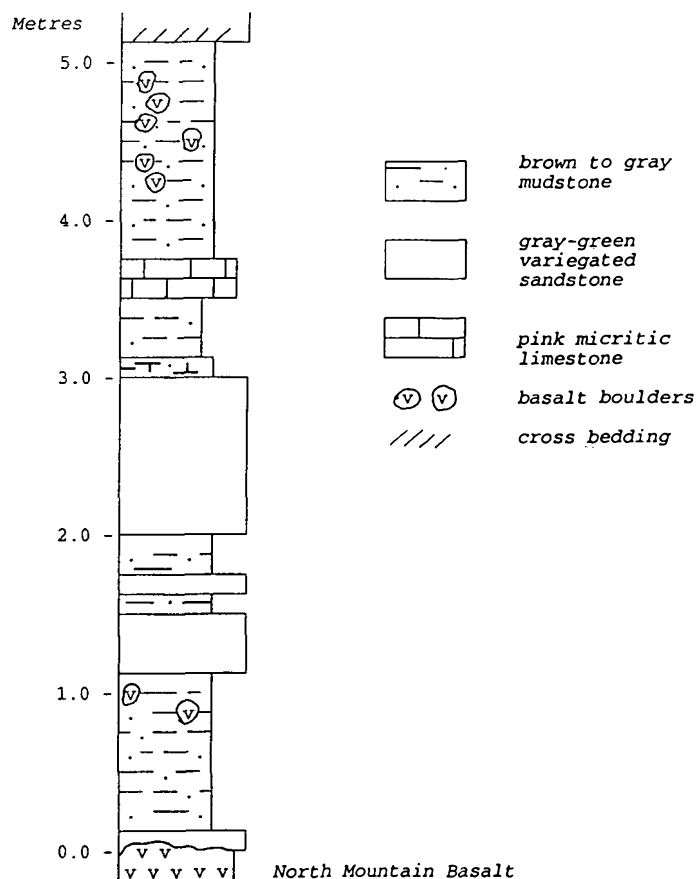 Metres
5.0 -
4.0 -
3.0 -
2.0 -
1.0 -
0.0 -
brown to gray
mudstone
gray-green
variegated
sandstone
pink micritic
limestone
v v
basalt boulders
cross bedding
v
v
v
v
v
v
v
v
v v
v v v v v
North Mountain Basalt